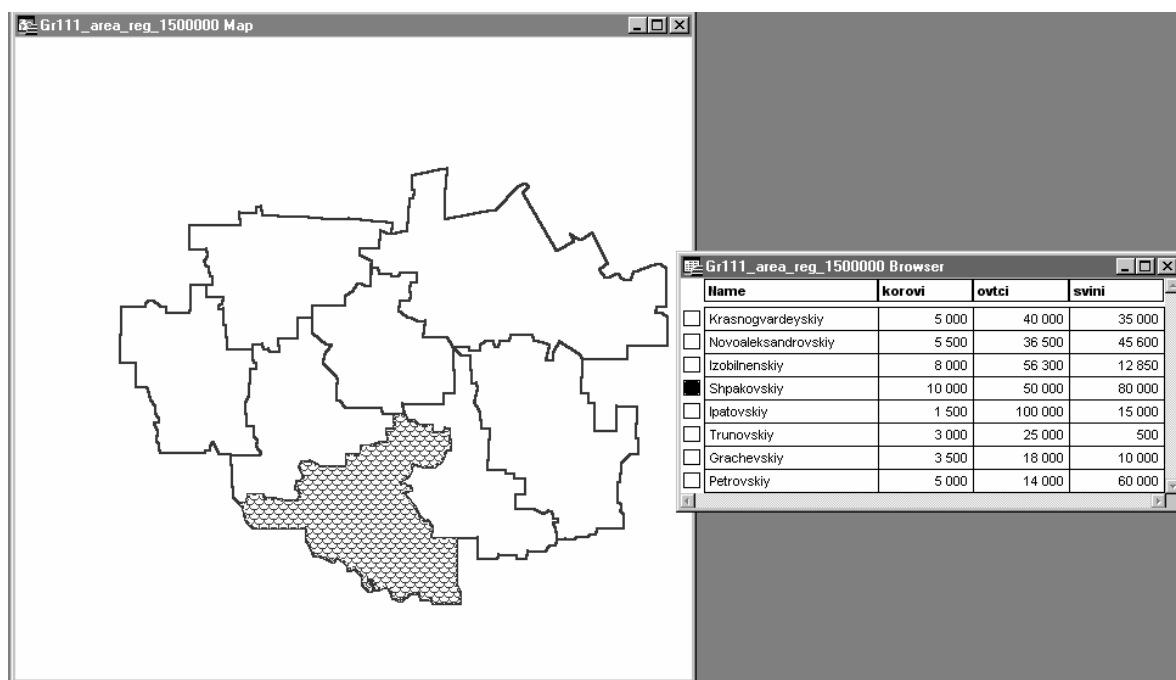 Gr111_area_reg_1500000 Map
Gr111_area_reg_1500000 Browser
Name korovi ovtci svini
Krasnogvardeyskiy 5 000 40 000 35 000
Novoaleksandrovskiy 5 500 36 500 45 600
Izobilnenskiy 8 000 56 300 12 850
Shpakovskiy 10 000 50 000 80 000
Ipatovskiy 1 500 100 000 15 000
Trunovskiy 3 000 25 000 500
Grachevskiy 3 500 18 000 10 000
Petrovskiy 5 000 14 000 60 000